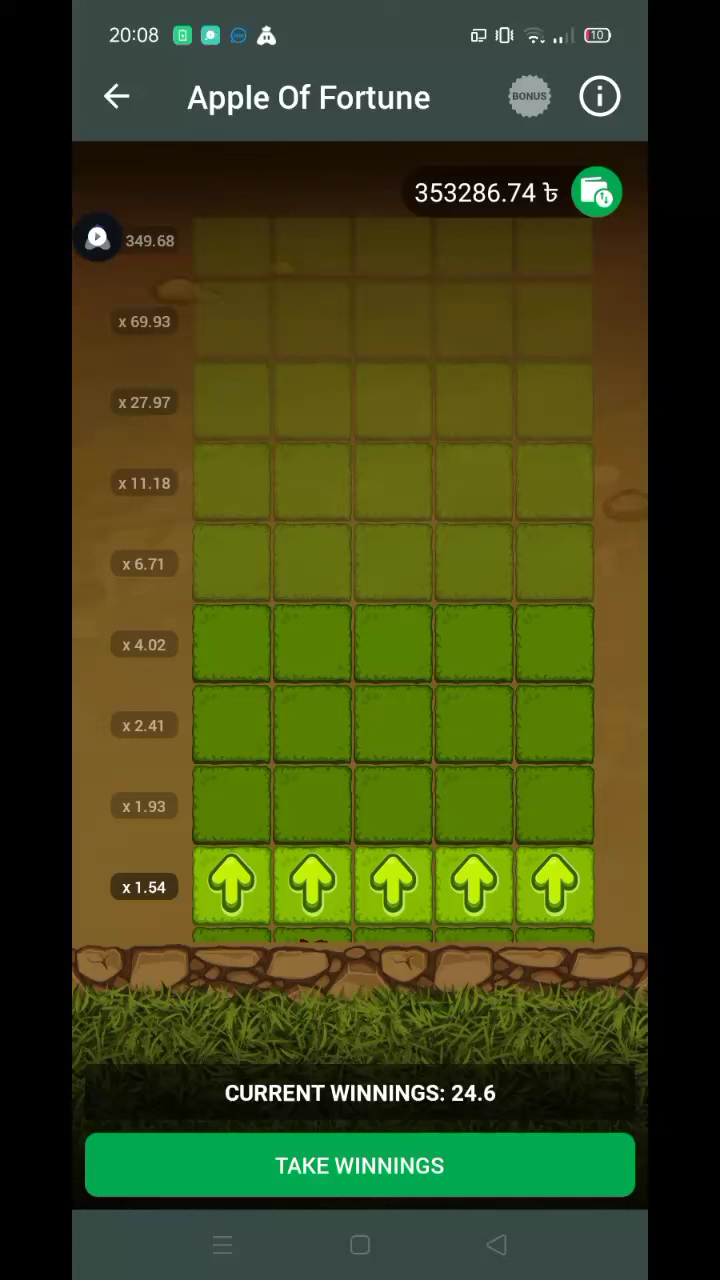 20:08
10
Apple Of Fortune
BONUS
353286.74 ৳
349.68
x 69.93
x 27.97
x 11.18
x 6.71
x 4.02
x 2.41
x 1.93
x 1.54
CURRENT WINNINGS: 24.6
TAKE WINNINGS